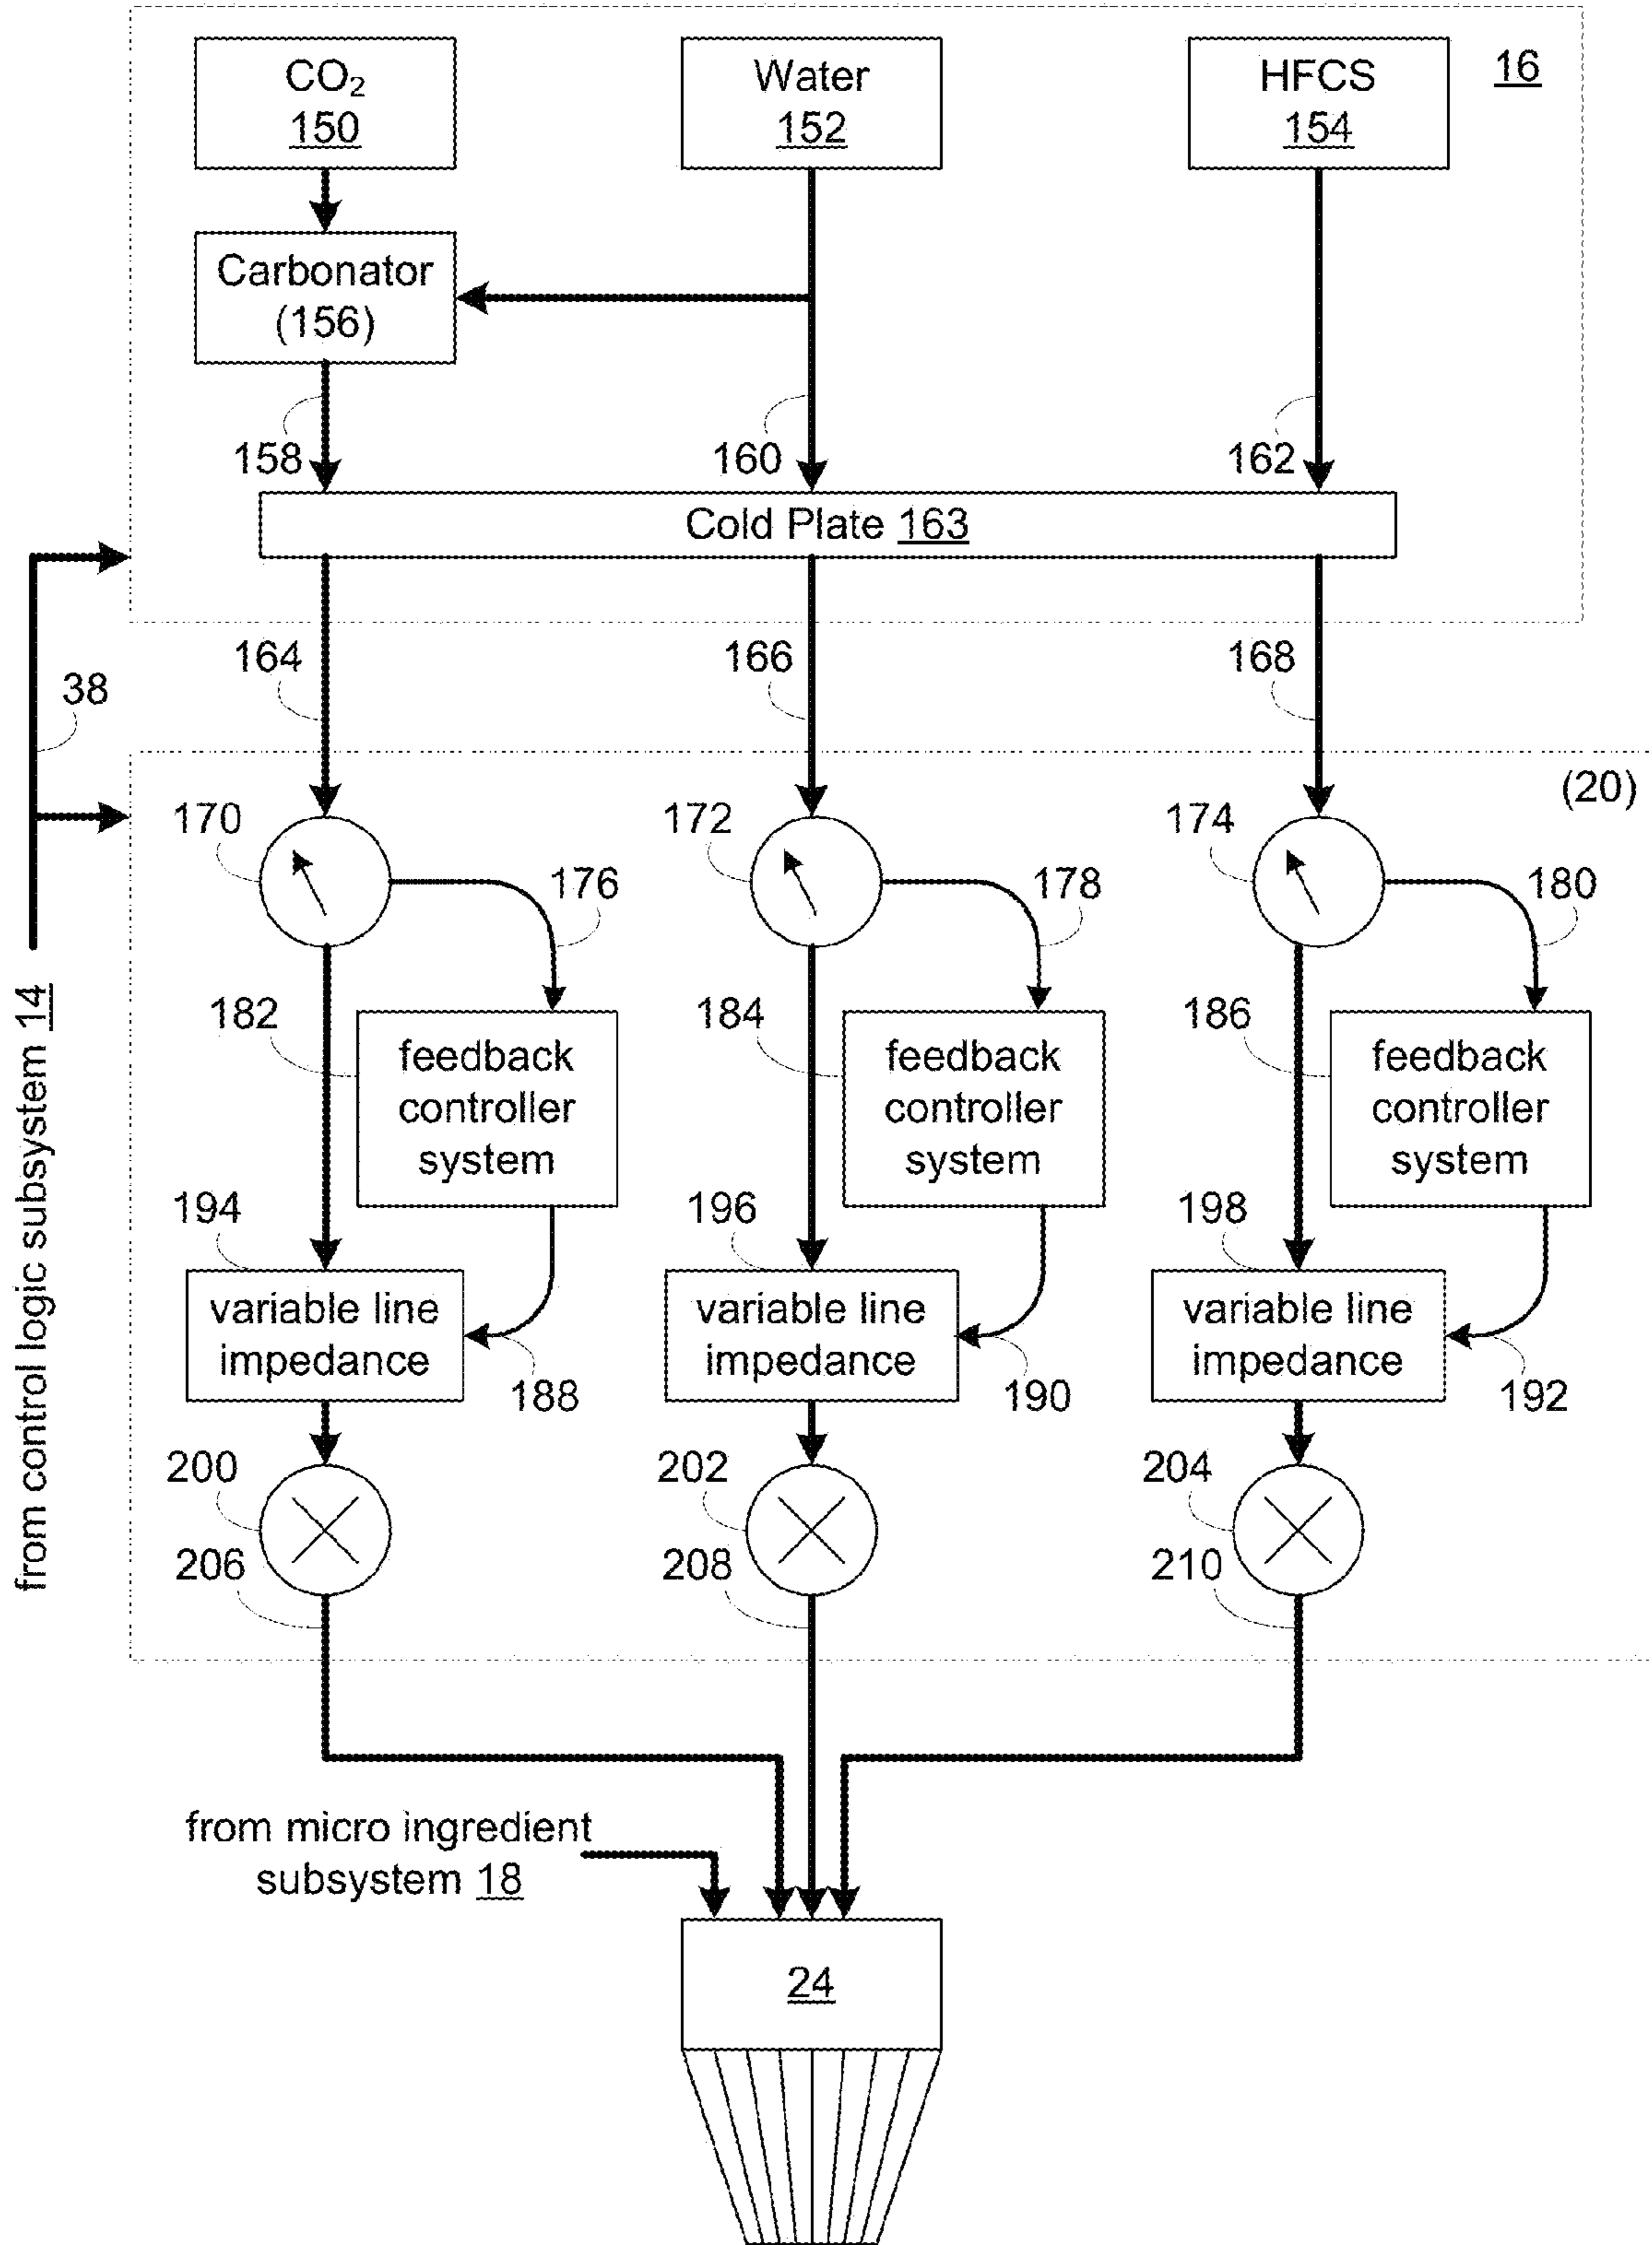 CO₂
150
Water
152
HFCS
154
16
Carbonator
(156)
158
160
162
Cold Plate 163
164
166
168
38
(20)
170
172
174
176
178
180
from control logic subsystem 14
182
184
186
feedback
controller
system
feedback
controller
system
feedback
controller
system
194
196
198
variable line
impedance
variable line
impedance
variable line
impedance
188
190
192
200
202
204
206
208
210
from micro ingredient
subsystem 18
24